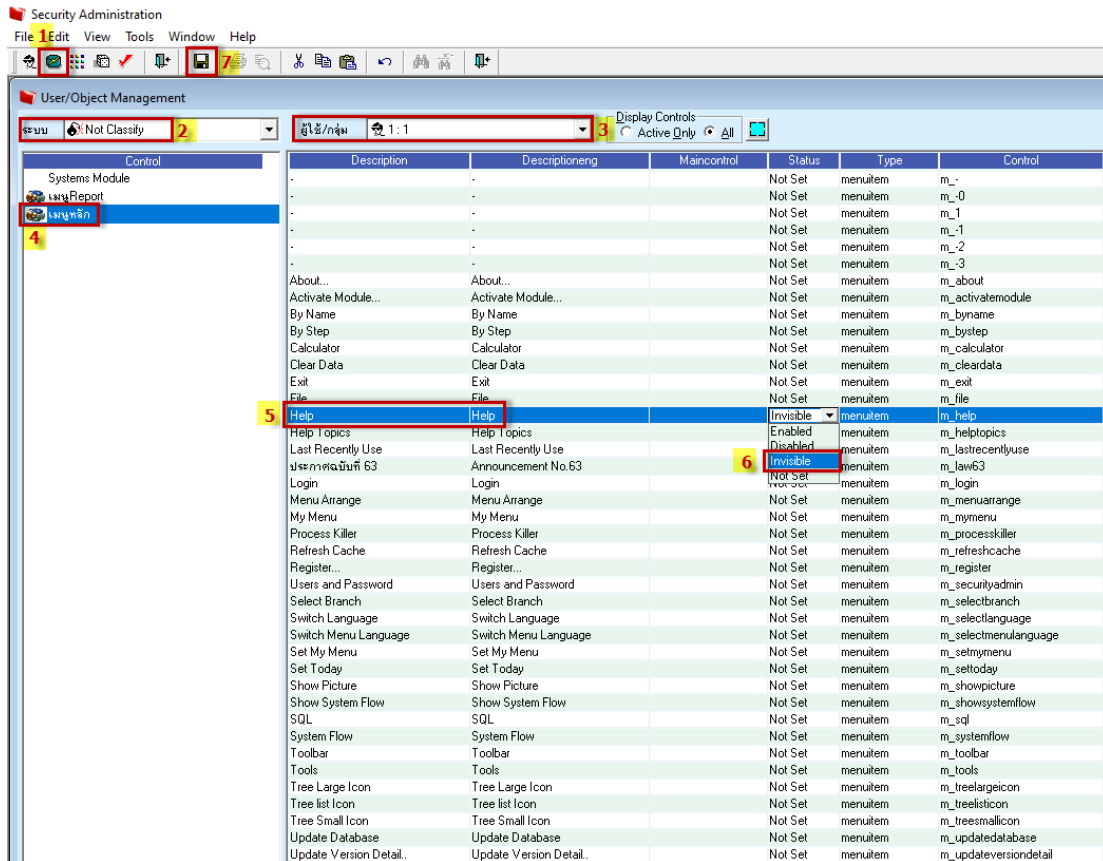 Security Administration
File 1 Edit View Tools Window Help
7
User/Object Management
ระบบ Not Classify 2 ผู้ใช้/กลุ่ม 1 : 1 3 Display Controls Active Only All
Control Description Descriptioneng Maincontrol Status Type Control
Systems Module - - Not Set menuitem m_-
เมนูReport - - Not Set menuitem m_-0
เมนูหลัก - - Not Set menuitem m_1
4 - - Not Set menuitem m_-1
- - Not Set menuitem m_-2
- - Not Set menuitem m_-3
About... About... Not Set menuitem m_about
Activate Module... Activate Module... Not Set menuitem m_activatemodule
By Name By Name Not Set menuitem m_byname
By Step By Step Not Set menuitem m_bystep
Calculator Calculator Not Set menuitem m_calculator
Clear Data Clear Data Not Set menuitem m_cleardata
Exit Exit Not Set menuitem m_exit
File File Not Set menuitem m_file
5 Help Help Invisible menuitem m_help
Help Topics Help Topics Enabled menuitem m_helptopics
Last Recently Use Last Recently Use Disabled menuitem m_lastrecentlyuse
ประกาศฉบับที่ 63 Announcement No.63 6 Invisible menuitem m_law63
Login Login Not Set Not Set menuitem m_login
Menu Arrange Menu Arrange Not Set menuitem m_menuarrange
My Menu My Menu Not Set menuitem m_mymenu
Process Killer Process Killer Not Set menuitem m_processkiller
Refresh Cache Refresh Cache Not Set menuitem m_refreshcache
Register... Register... Not Set menuitem m_register
Users and Password Users and Password Not Set menuitem m_securityadmin
Select Branch Select Branch Not Set menuitem m_selectbranch
Switch Language Switch Language Not Set menuitem m_selectlanguage
Switch Menu Language Switch Menu Language Not Set menuitem m_selectmenulanguage
Set My Menu Set My Menu Not Set menuitem m_setmymenu
Set Today Set Today Not Set menuitem m_settoday
Show Picture Show Picture Not Set menuitem m_showpicture
Show System Flow Show System Flow Not Set menuitem m_showsystemflow
SQL SQL Not Set menuitem m_sql
System Flow System Flow Not Set menuitem m_systemflow
Toolbar Toolbar Not Set menuitem m_toolbar
Tools Tools Not Set menuitem m_tools
Tree Large Icon Tree Large Icon Not Set menuitem m_treelargeicon
Tree list Icon Tree list Icon Not Set menuitem m_treelisticon
Tree Small Icon Tree Small Icon Not Set menuitem m_treesmallicon
Update Database Update Database Not Set menuitem m_updatedatabase
Update Version Detail.. Update Version Detail.. Not Set menuitem m_updateversiondetail